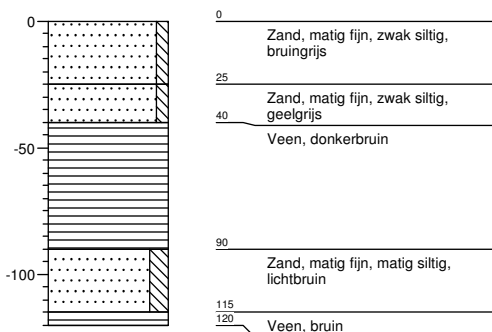 0
-50
-100
0
Zand, matig fijn, zwak siltig,
bruingrijs
25
Zand, matig fijn, zwak siltig,
geelgrijs
40
Veen, donkerbruin
90
Zand, matig fijn, matig siltig,
lichtbruin
115
120
Veen, bruin